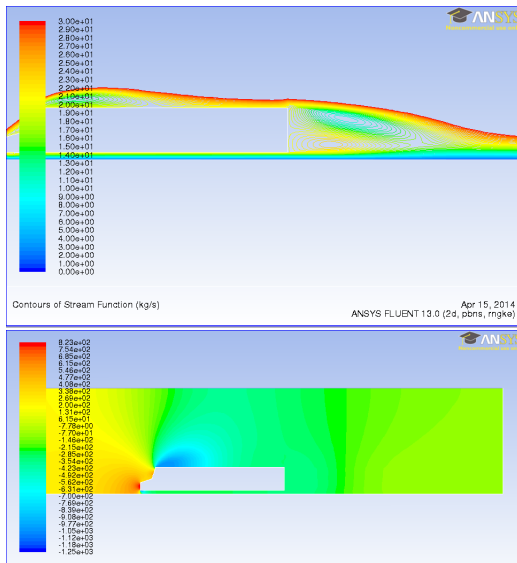 ANSYS
Noncommercial use only
3.00e+01
2.90e+01
2.80e+01
2.70e+01
2.60e+01
2.50e+01
2.40e+01
2.30e+01
2.20e+01
2.10e+01
2.00e+01
1.90e+01
1.80e+01
1.70e+01
1.60e+01
1.50e+01
1.40e+01
1.30e+01
1.20e+01
1.10e+01
1.00e+01
9.00e+00
8.00e+00
7.00e+00
6.00e+00
5.00e+00
4.00e+00
3.00e+00
2.00e+00
1.00e+00
0.00e+00
Contours of Stream Function (kg/s)
Apr 15, 2014
ANSYS FLUENT 13.0 (2d, pbns, rngke)
ANSYS
8.23e+02
7.54e+02
6.85e+02
6.15e+02
5.46e+02
4.77e+02
4.08e+02
3.38e+02
2.69e+02
2.00e+02
1.31e+02
6.15e+01
-7.78e+00
-7.70e+01
-1.46e+02
-2.15e+02
-2.85e+02
-3.54e+02
-4.23e+02
-4.92e+02
-5.62e+02
-6.31e+02
-7.00e+02
-7.69e+02
-8.39e+02
-9.08e+02
-9.77e+02
-1.05e+03
-1.12e+03
-1.18e+03
-1.25e+03